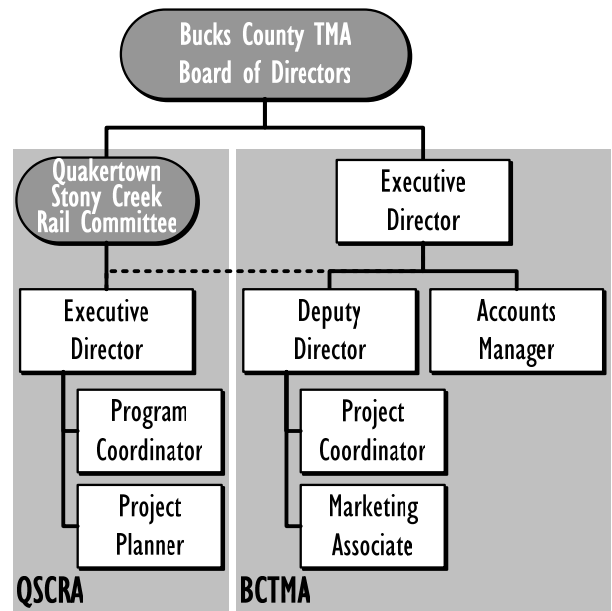 Bucks County TMA
Board of Directors
Quakertown
Stony Creek
Rail Committee
Executive
Director
Executive
Director
Deputy
Director
Accounts
Manager
Program
Coordinator
Project
Coordinator
Project
Planner
Marketing
Associate
QSCRA
BCTMA